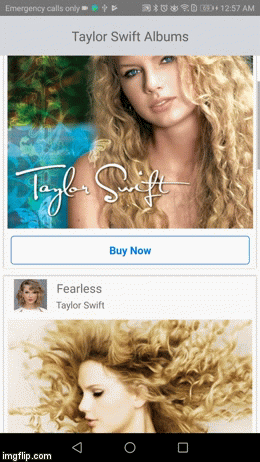 Emergency calls only
12:57 AM
Taylor Swift Albums
Taylor Swift
Buy Now
Fearless
Taylor Swift
imgflip.com